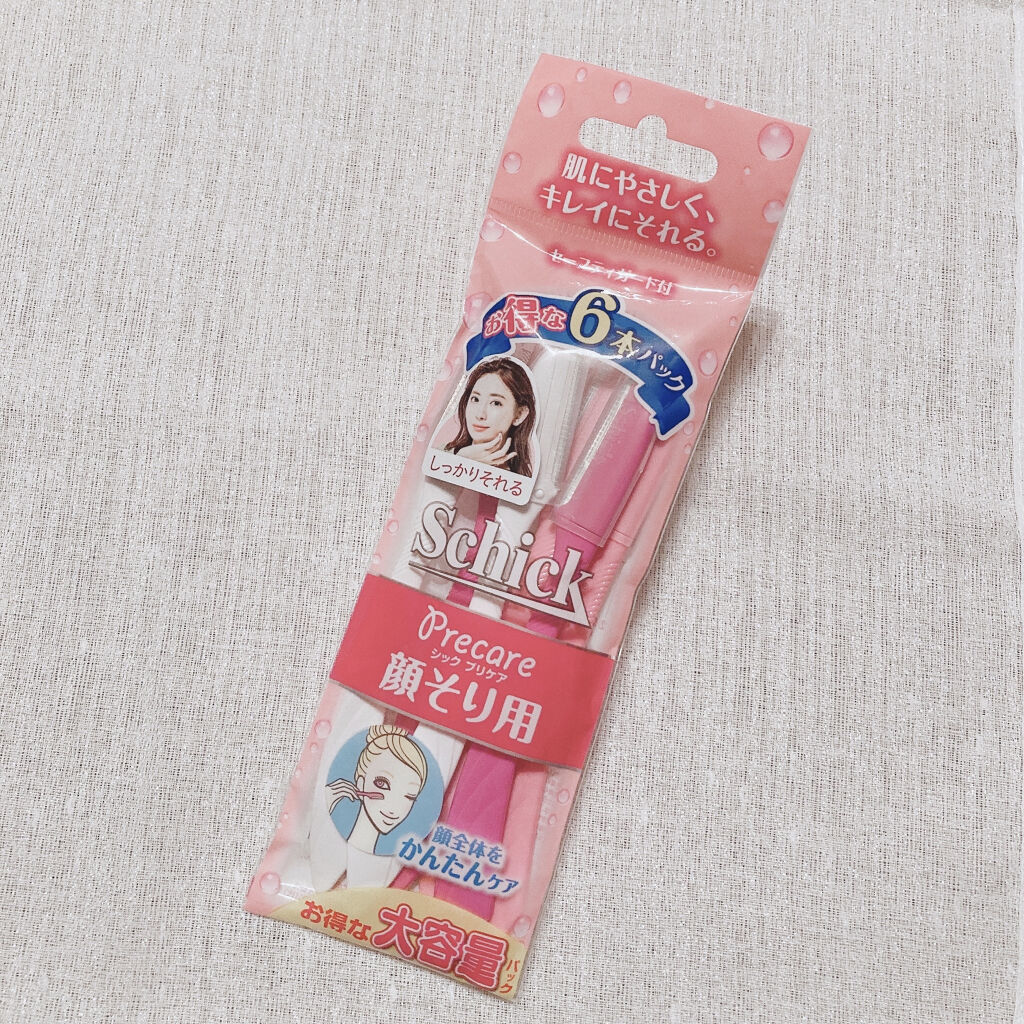 肌にやさしく、
キレイにそれる。
セーフティガード付
お得な6本パック
しっかりそれる
Schick
Precare
シック プリケア
顔そり用
顔全体を
かんたんケア
お得な大容量パック